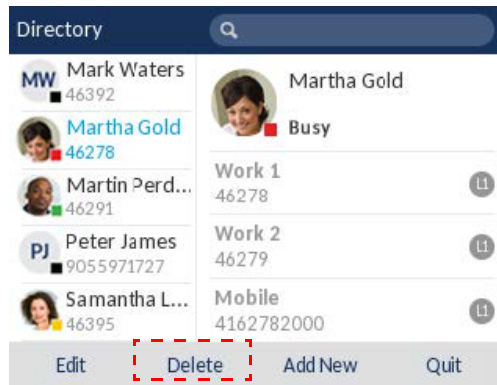 Directory
MW
Mark Waters
46392
Martha Gold
46278
Martin Perd...
46291
PJ
Peter James
9055971727
Samantha L...
46395
Martha Gold
Busy
Work 1
46278
L1
Work 2
46279
L1
Mobile
4162782000
L1
Edit Delete Add New Quit